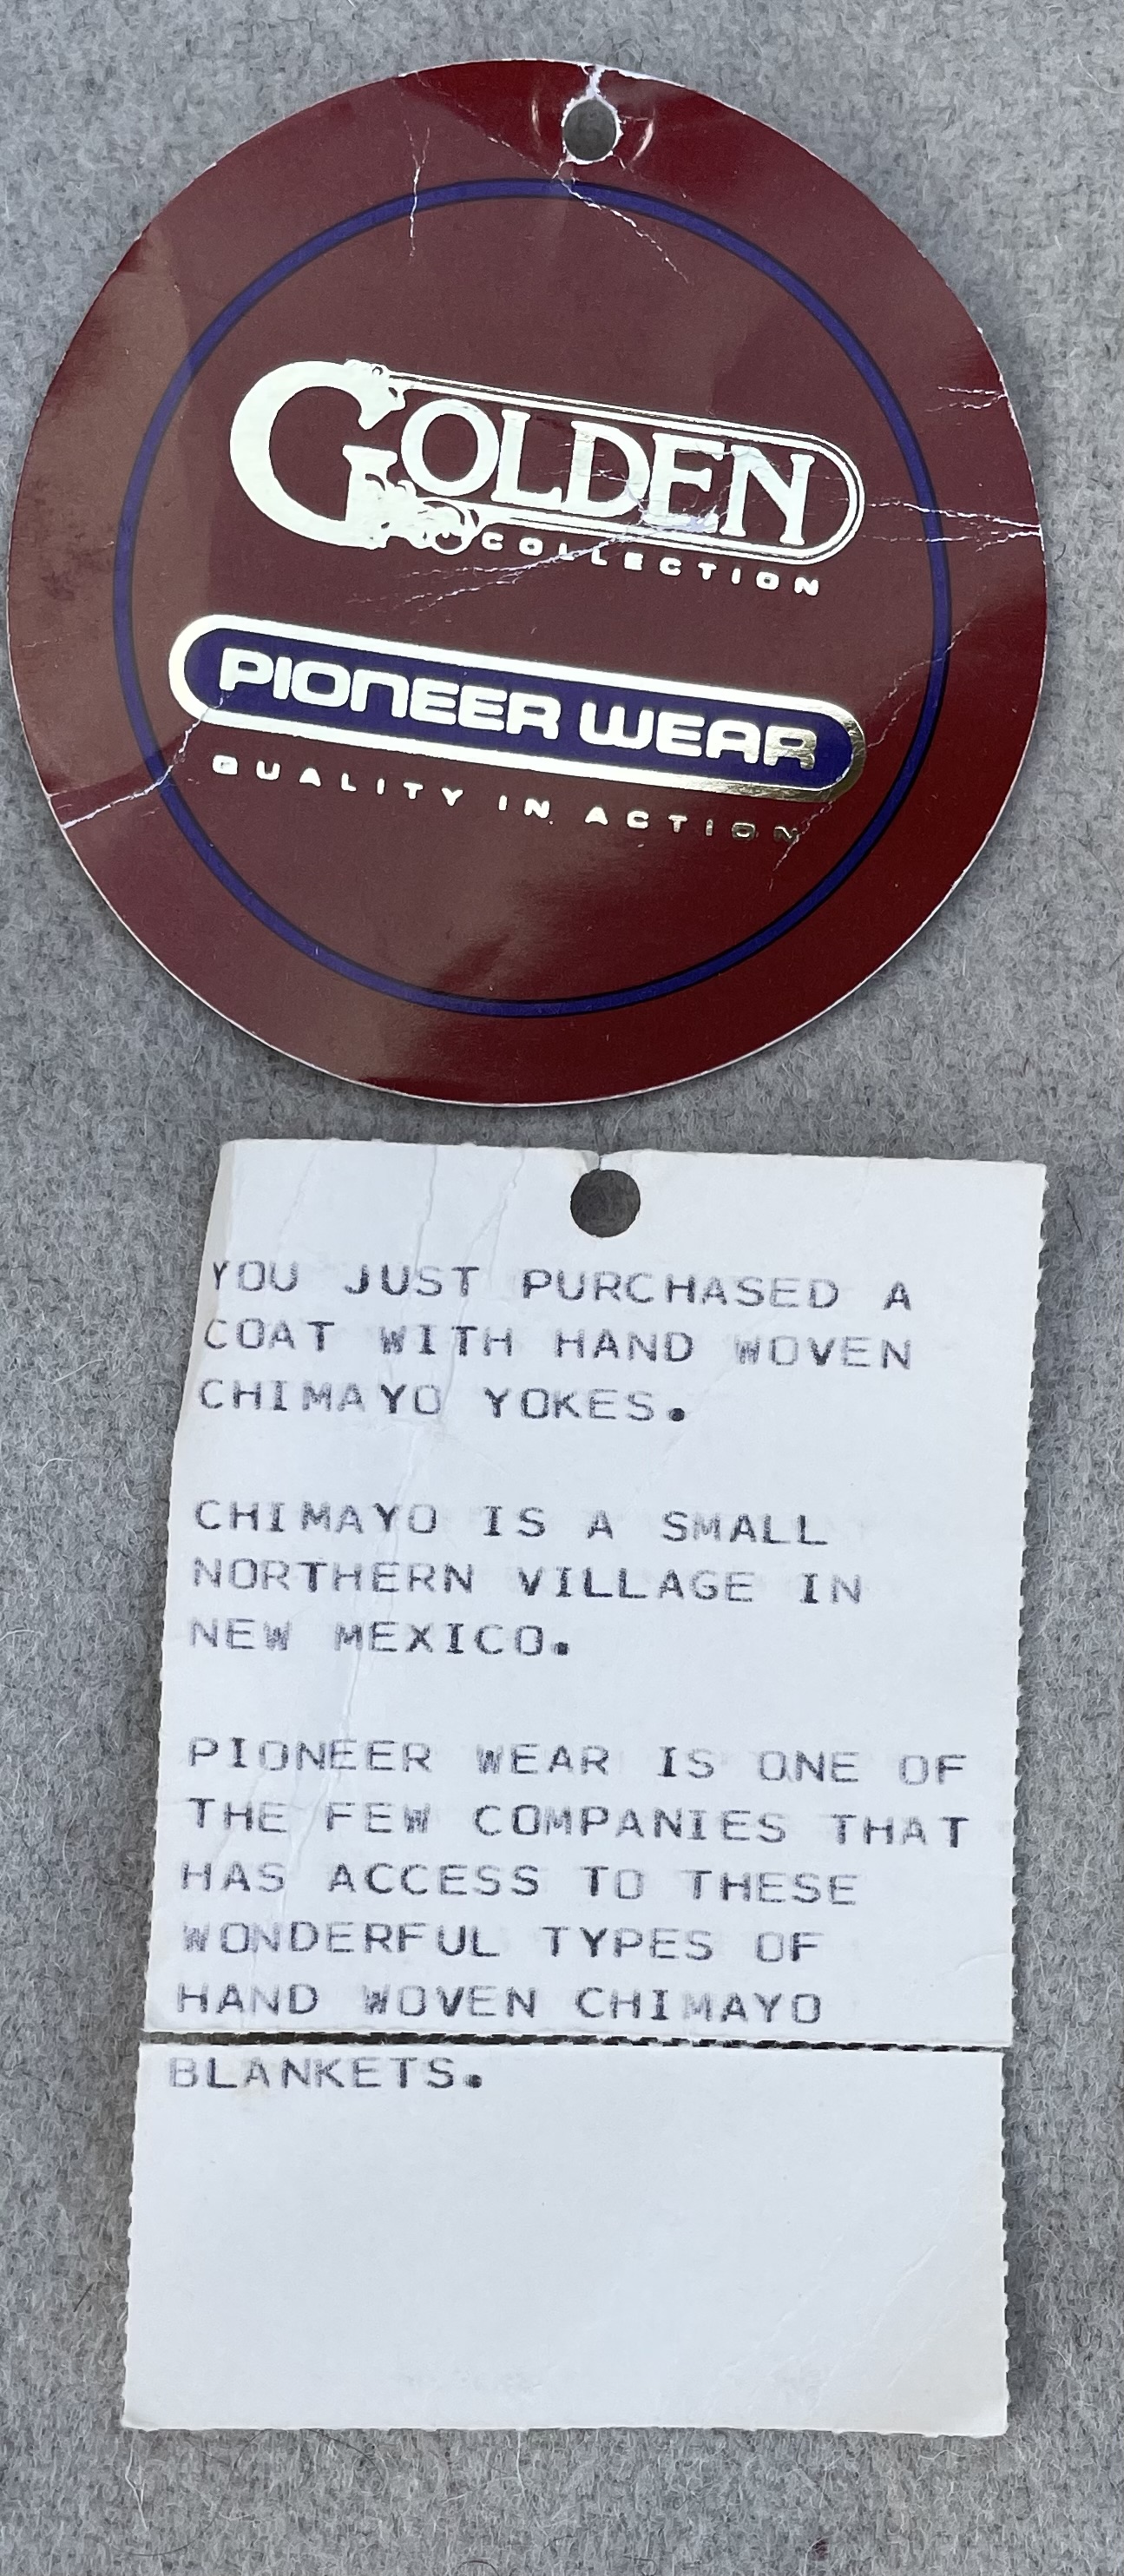 GOLDEN
COLLECTION
PIONEER WEAR
QUALITY IN ACTION
YOU JUST PURCHASED A
COAT WITH HAND WOVEN
CHIMAYO YOKES.
CHIMAYO IS A SMALL
NORTHERN VILLAGE IN
NEW MEXICO.
PIONEER WEAR IS ONE OF
THE FEW COMPANIES THAT
HAS ACCESS TO THESE
WONDERFUL TYPES OF
HAND WOVEN CHIMAYO
BLANKETS.